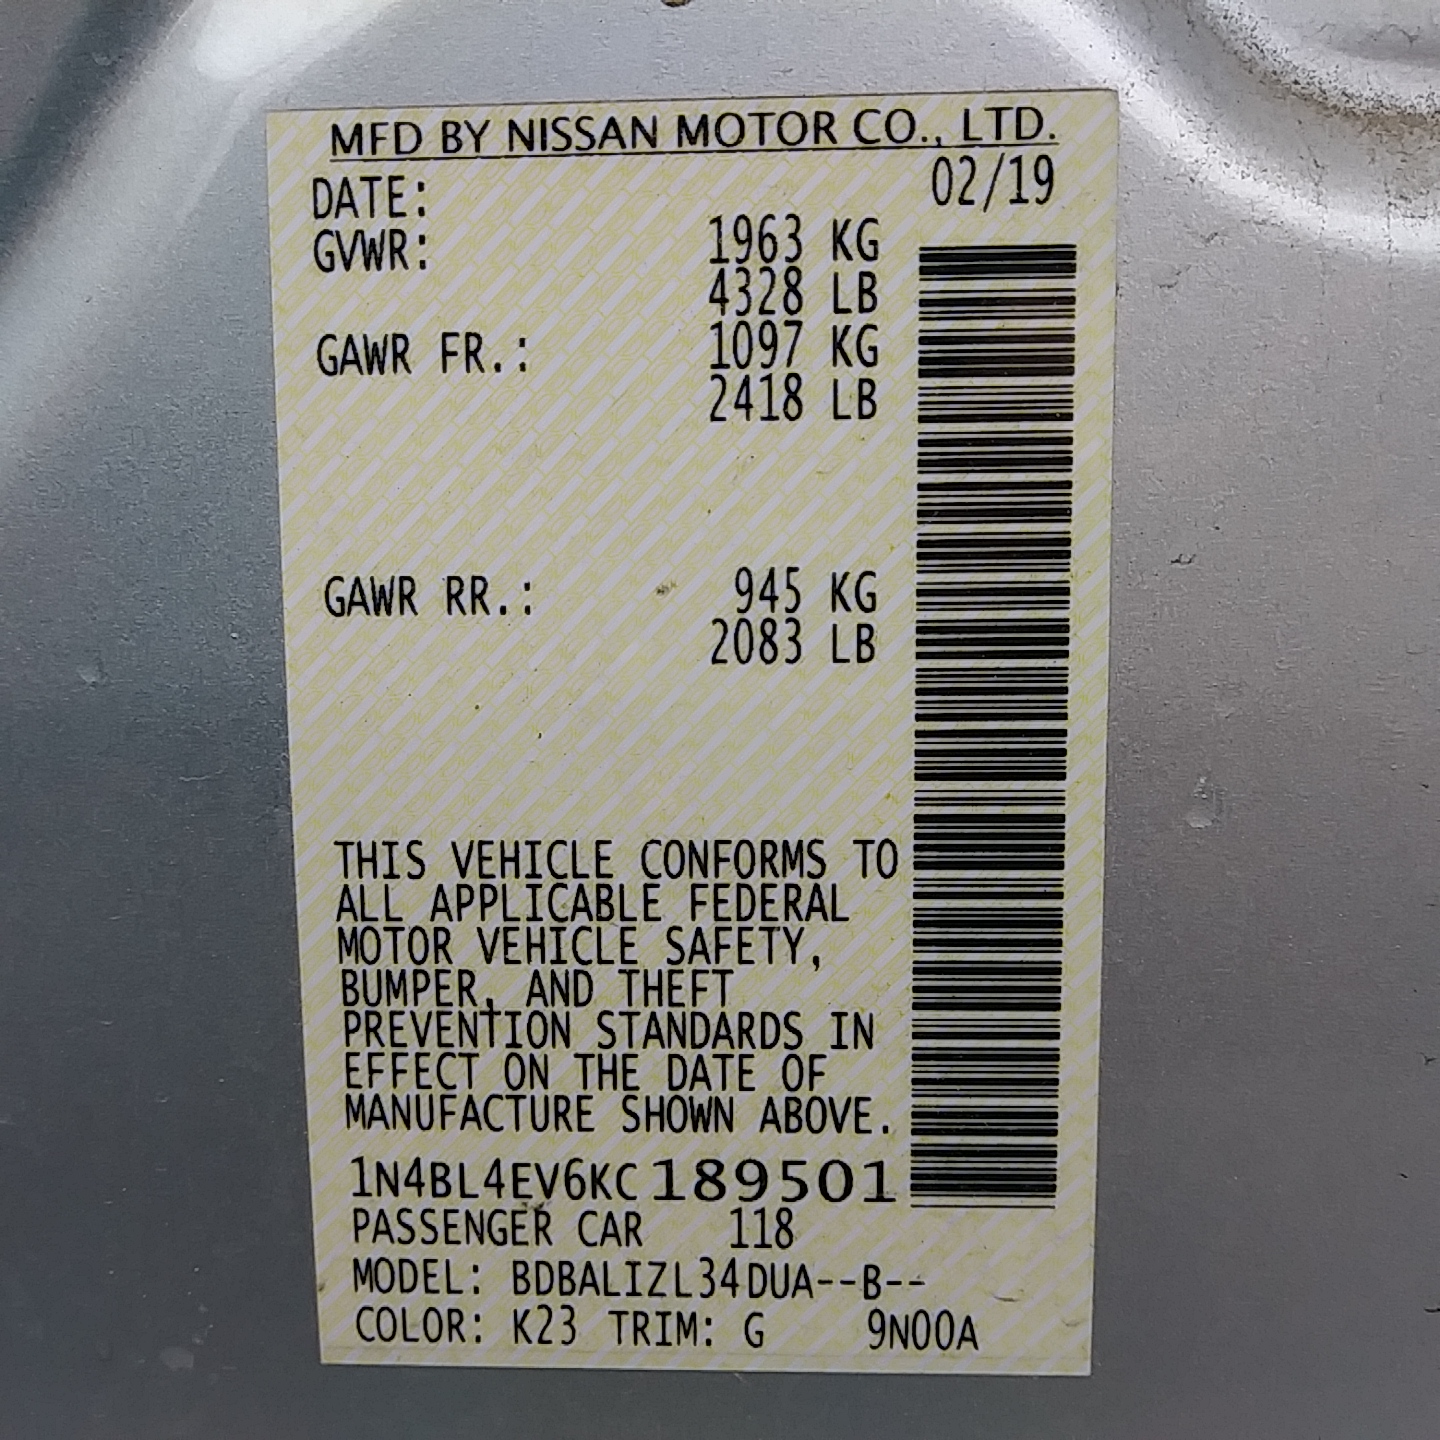 MFD BY NISSAN MOTOR CO., LTD.
DATE: 02/19
GVWR: 1963 KG
4328 LB
GAWR FR.: 1097 KG
2418 LB
GAWR RR.: 945 KG
2083 LB
THIS VEHICLE CONFORMS TO
ALL APPLICABLE FEDERAL
MOTOR VEHICLE SAFETY,
BUMPER, AND THEFT
PREVENTION STANDARDS IN
EFFECT ON THE DATE OF
MANUFACTURE SHOWN ABOVE.
1N4BL4EV6KC189501
PASSENGER CAR 118
MODEL: BDBALIZL34DUA--B--
COLOR: K23 TRIM: G 9N00A